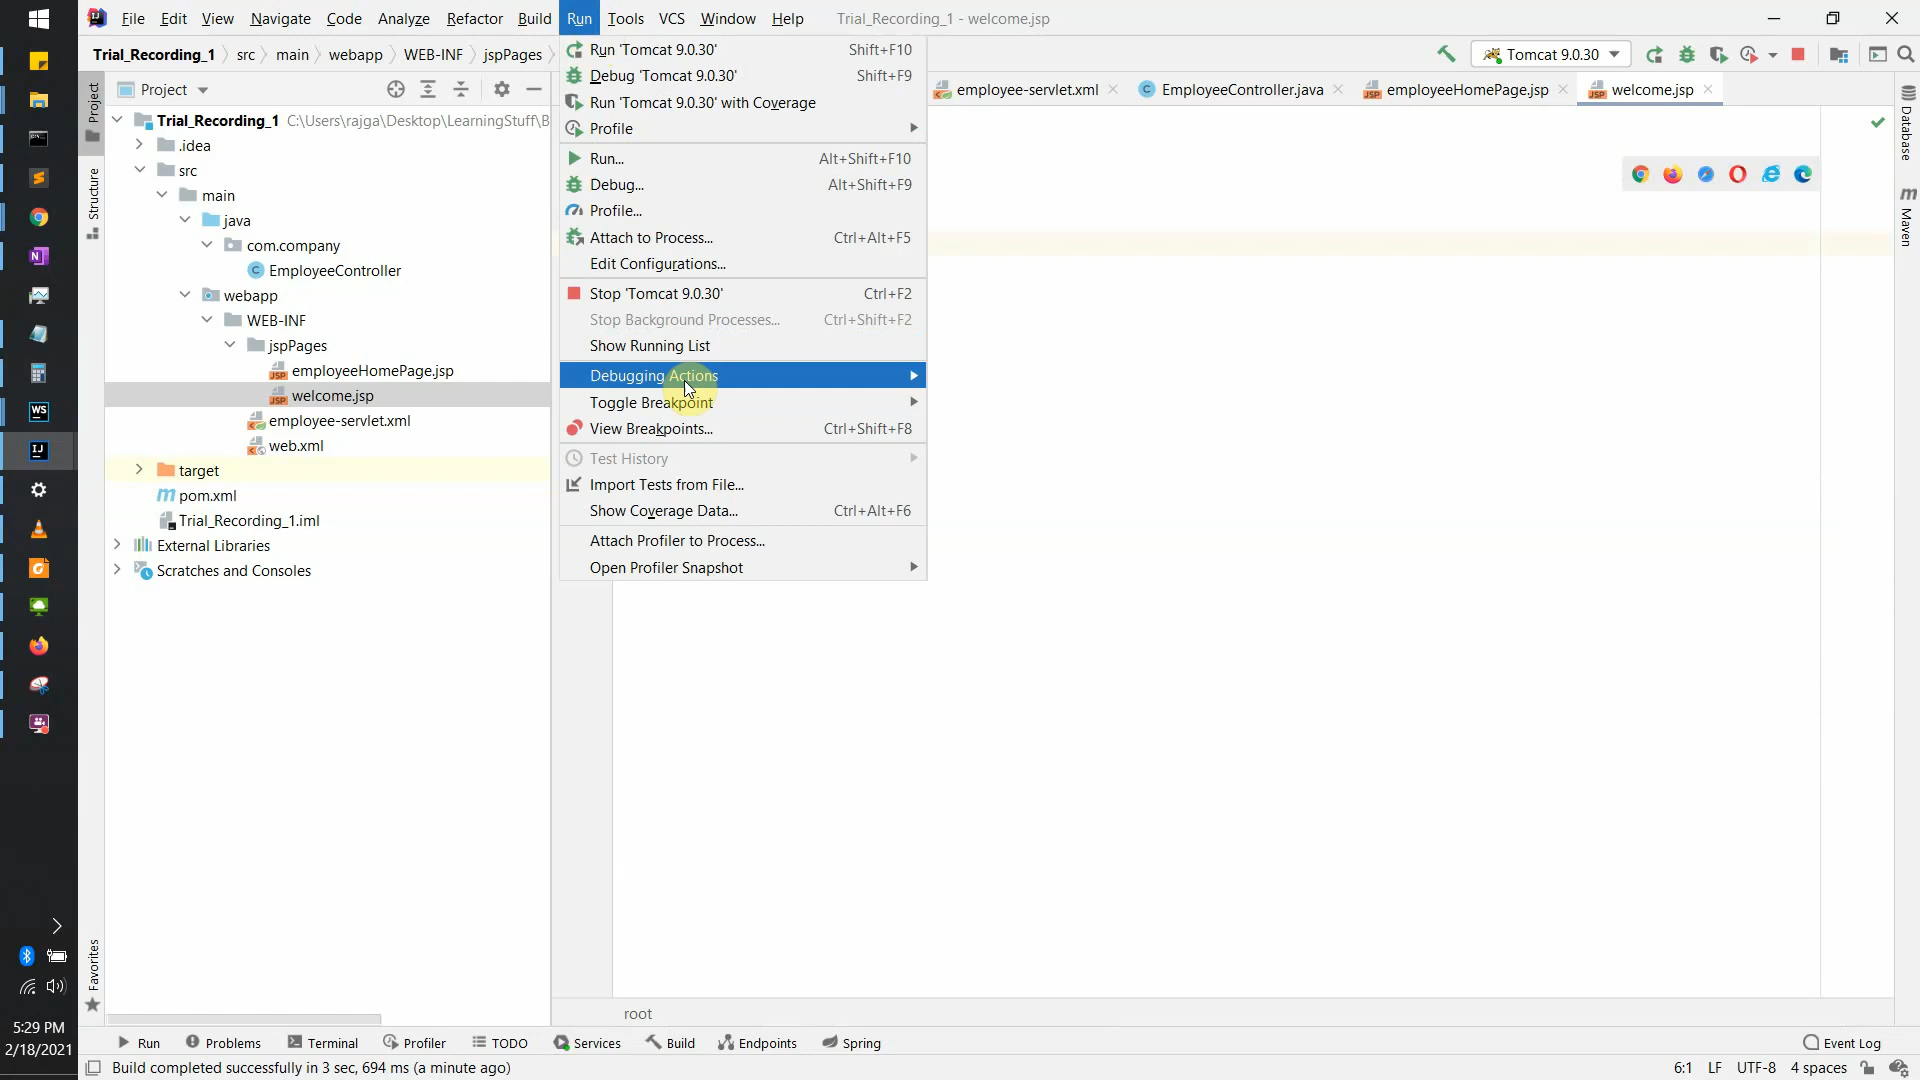 File Edit View Navigate Code Analyze Refactor Build Run Tools VCS Window Help Trial_Recording_1 - welcome.jsp
Trial_Recording_1 src main webapp WEB-INF jspPages
Tomcat 9.0.30
Project
employee-servlet.xml
EmployeeController.java
employeeHomePage.jsp
welcome.jsp
Project
Structure
Favorites
Trial_Recording_1 C:\Users\rajga\Desktop\LearningStuff\B
.idea
src
main
java
com.company
EmployeeController
webapp
WEB-INF
jspPages
employeeHomePage.jsp
welcome.jsp
employee-servlet.xml
web.xml
target
pom.xml
Trial_Recording_1.iml
External Libraries
Scratches and Consoles
Run 'Tomcat 9.0.30' Shift+F10
Debug 'Tomcat 9.0.30' Shift+F9
Run 'Tomcat 9.0.30' with Coverage
Profile
Run... Alt+Shift+F10
Debug... Alt+Shift+F9
Profile...
Attach to Process... Ctrl+Alt+F5
Edit Configurations...
Stop 'Tomcat 9.0.30' Ctrl+F2
Stop Background Processes... Ctrl+Shift+F2
Show Running List
Debugging Actions
Toggle Breakpoint
View Breakpoints... Ctrl+Shift+F8
Test History
Import Tests from File...
Show Coverage Data... Ctrl+Alt+F6
Attach Profiler to Process...
Open Profiler Snapshot
Database
Maven
root
Run Problems Terminal Profiler TODO Services Build Endpoints Spring Event Log
Build completed successfully in 3 sec, 694 ms (a minute ago) 6:1 LF UTF-8 4 spaces
WS
IJ
5:29 PM
2/18/2021